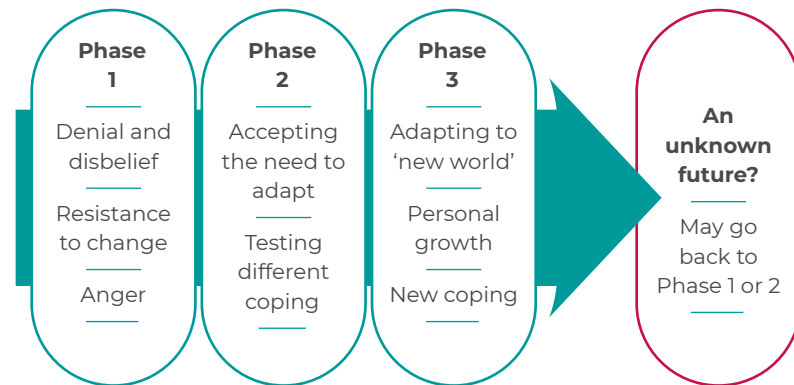 Phase
1
Denial and
disbelief
Resistance
to change
Anger
Phase
2
Accepting
the need to
adapt
Testing
different
coping
Phase
3
Adapting to
‘new world’
Personal
growth
New coping
An
unknown
future?
May go
back to
Phase 1 or 2